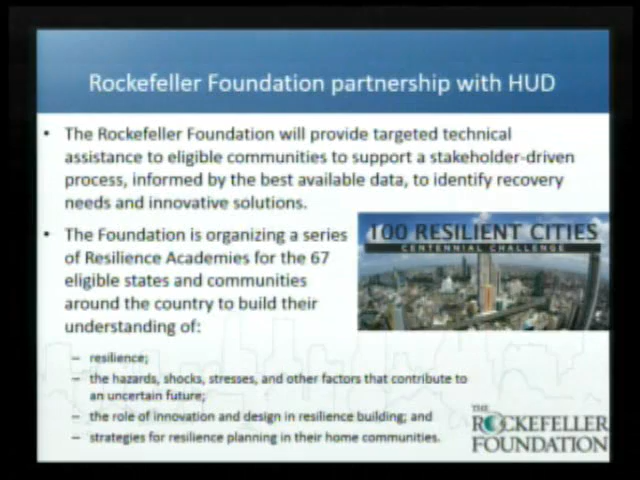 Rockefeller Foundation partnership with HUD
• The Rockefeller Foundation will provide targeted technical
assistance to eligible communities to support a stakeholder-driven
process, informed by the best available data, to identify recovery
needs and innovative solutions.
• The Foundation is organizing a series
of Resilience Academies for the 67
eligible states and communities
around the country to build their
understanding of:
100 RESILIENT CITIES
CENTENNIAL CHALLENGE
– resilience;
– the hazards, shocks, stresses, and other factors that contribute to
an uncertain future;
– the role of innovation and design in resilience building; and
– strategies for resilience planning in their home communities.
THE
ROCKEFELLER
FOUNDATION